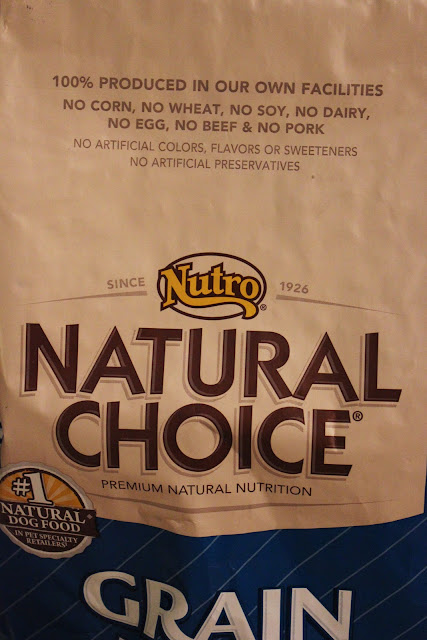 100% PRODUCED IN OUR OWN FACILITIES
NO CORN, NO WHEAT, NO SOY, NO DAIRY,
NO EGG, NO BEEF & NO PORK
NO ARTIFICIAL COLORS, FLAVORS OR SWEETENERS
NO ARTIFICIAL PRESERVATIVES
SINCE Nutro® 1926
NATURAL
CHOICE®
PREMIUM NATURAL NUTRITION
#1
NATURAL
DOG FOOD
IN PET SPECIALTY
RETAILERS
GRAIN